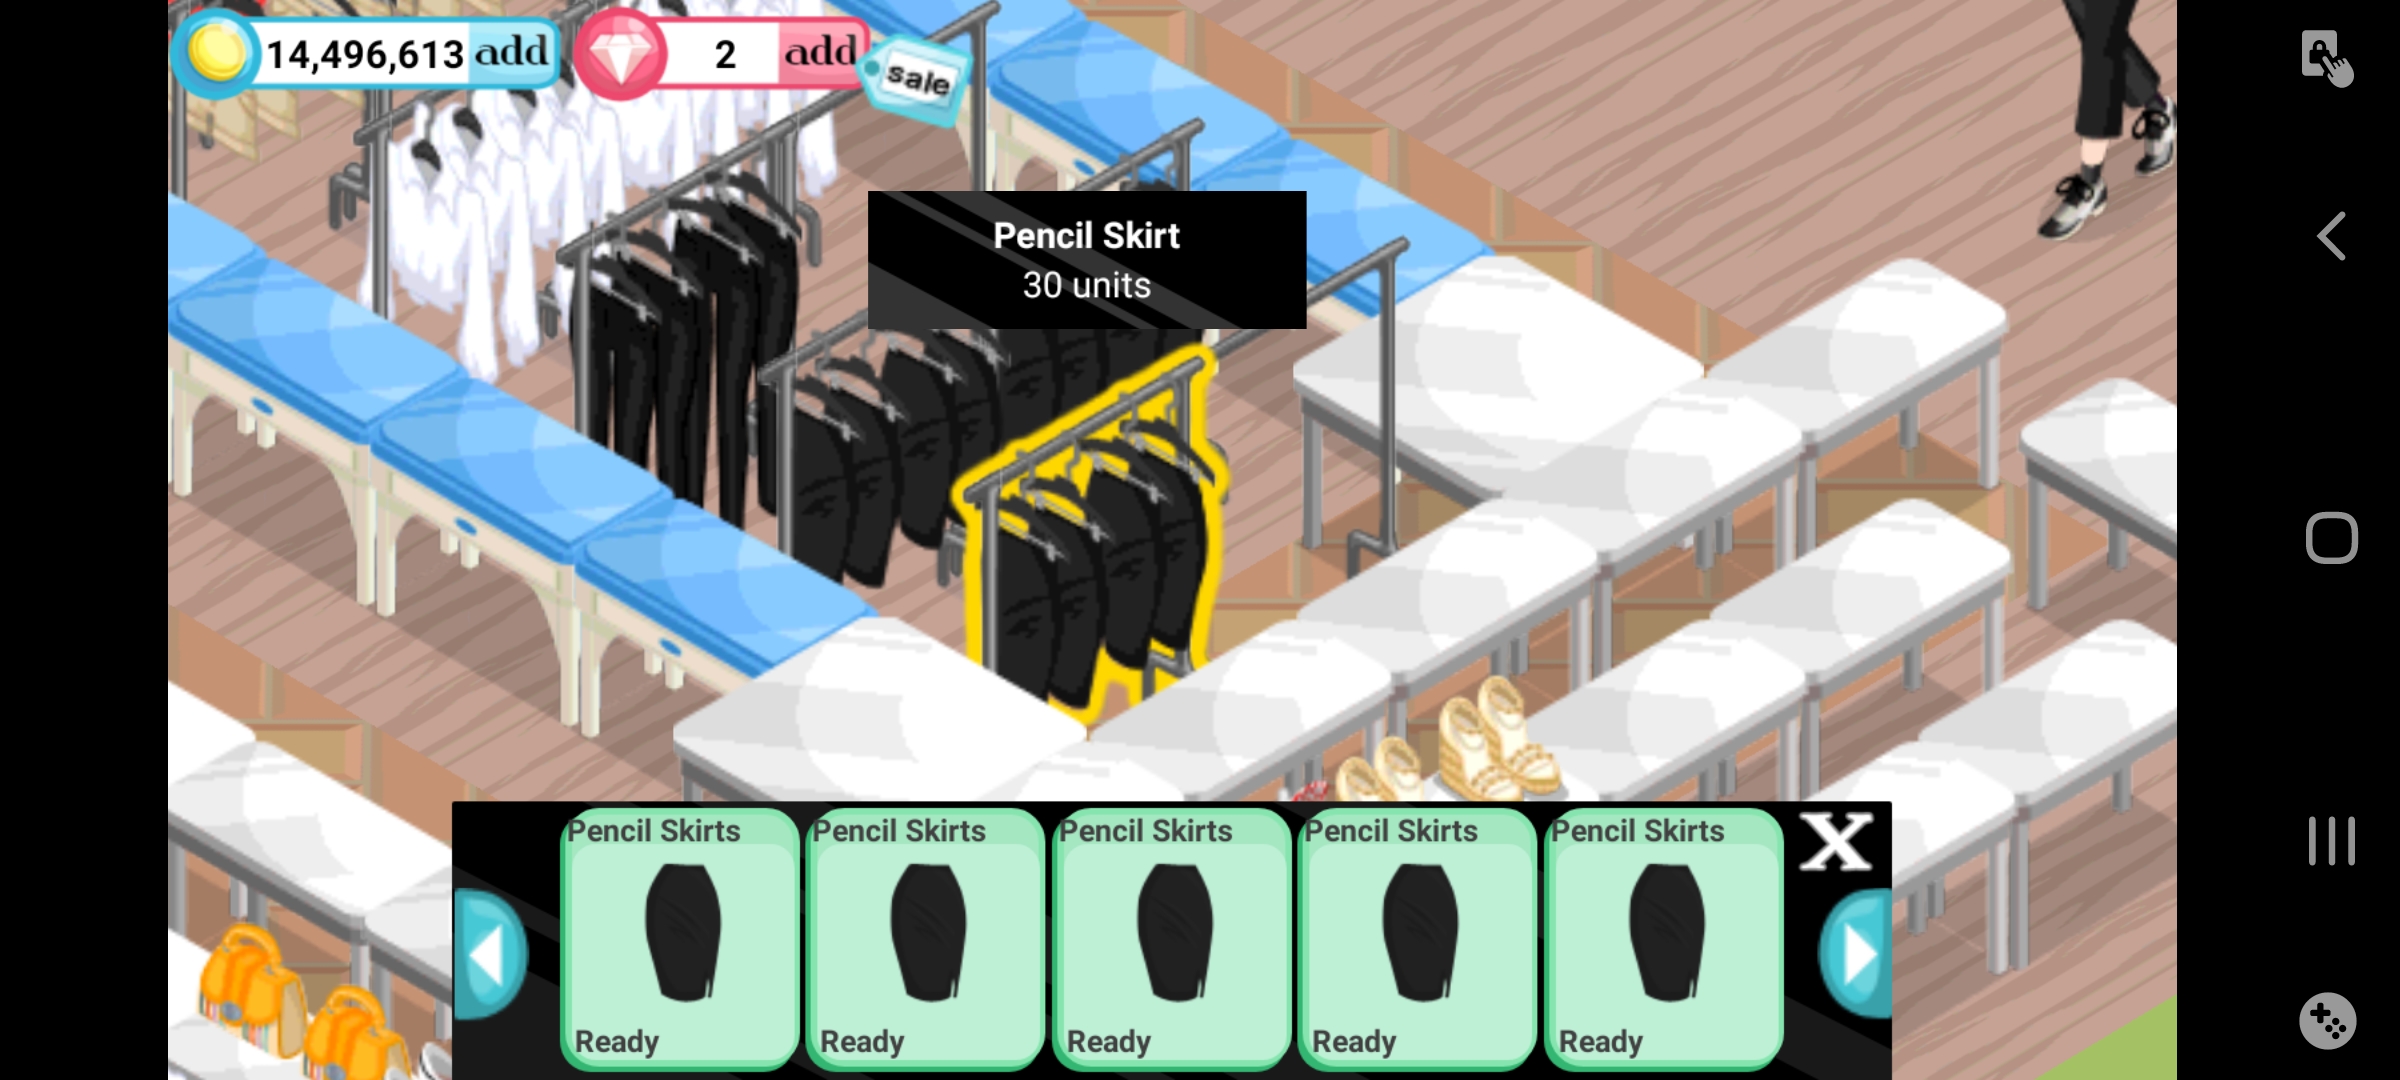 14,496,613 add
2 add
sale
Pencil Skirt
30 units
Pencil Skirts
Ready
Pencil Skirts
Ready
Pencil Skirts
Ready
Pencil Skirts
Ready
Pencil Skirts
Ready
X